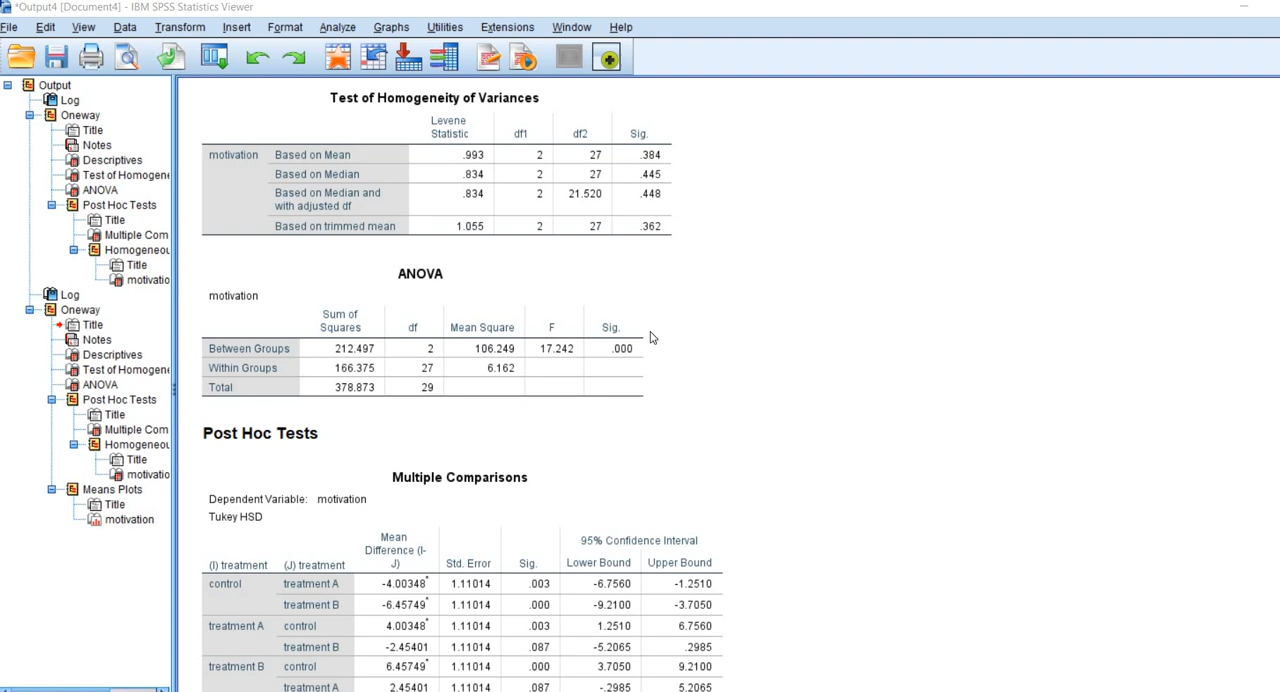 *Output4 [Document4] - IBM SPSS Statistics Viewer
File Edit View Data Transform Insert Format Analyze Graphs Utilities Extensions Window Help
Output
Log
Oneway
Title
Notes
Descriptives
Test of Homogene
ANOVA
Post Hoc Tests
Title
Multiple Com
Homogeneou
Title
motivatio
Log
Oneway
Title
Notes
Descriptives
Test of Homogene
ANOVA
Post Hoc Tests
Title
Multiple Com
Homogeneou
Title
motivatio
Means Plots
Title
motivation
Test of Homogeneity of Variances
Levene
Statistic df1 df2 Sig.
motivation Based on Mean .993 2 27 .384
Based on Median .834 2 27 .445
Based on Median and .834 2 21.520 .448
with adjusted df
Based on trimmed mean 1.055 2 27 .362
ANOVA
motivation
Sum of
Squares df Mean Square F Sig.
Between Groups 212.497 2 106.249 17.242 .000
Within Groups 166.375 27 6.162
Total 378.873 29
Post Hoc Tests
Multiple Comparisons
Dependent Variable: motivation
Tukey HSD
Mean
Difference (I- 95% Confidence Interval
(I) treatment (J) treatment J) Std. Error Sig. Lower Bound Upper Bound
control treatment A -4.00348* 1.11014 .003 -6.7560 -1.2510
treatment B -6.45749* 1.11014 .000 -9.2100 -3.7050
treatment A control 4.00348* 1.11014 .003 1.2510 6.7560
treatment B -2.45401 1.11014 .087 -5.2065 .2985
treatment B control 6.45749* 1.11014 .000 3.7050 9.2100
treatment A 2.45401 1.11014 .087 -.2985 5.2065